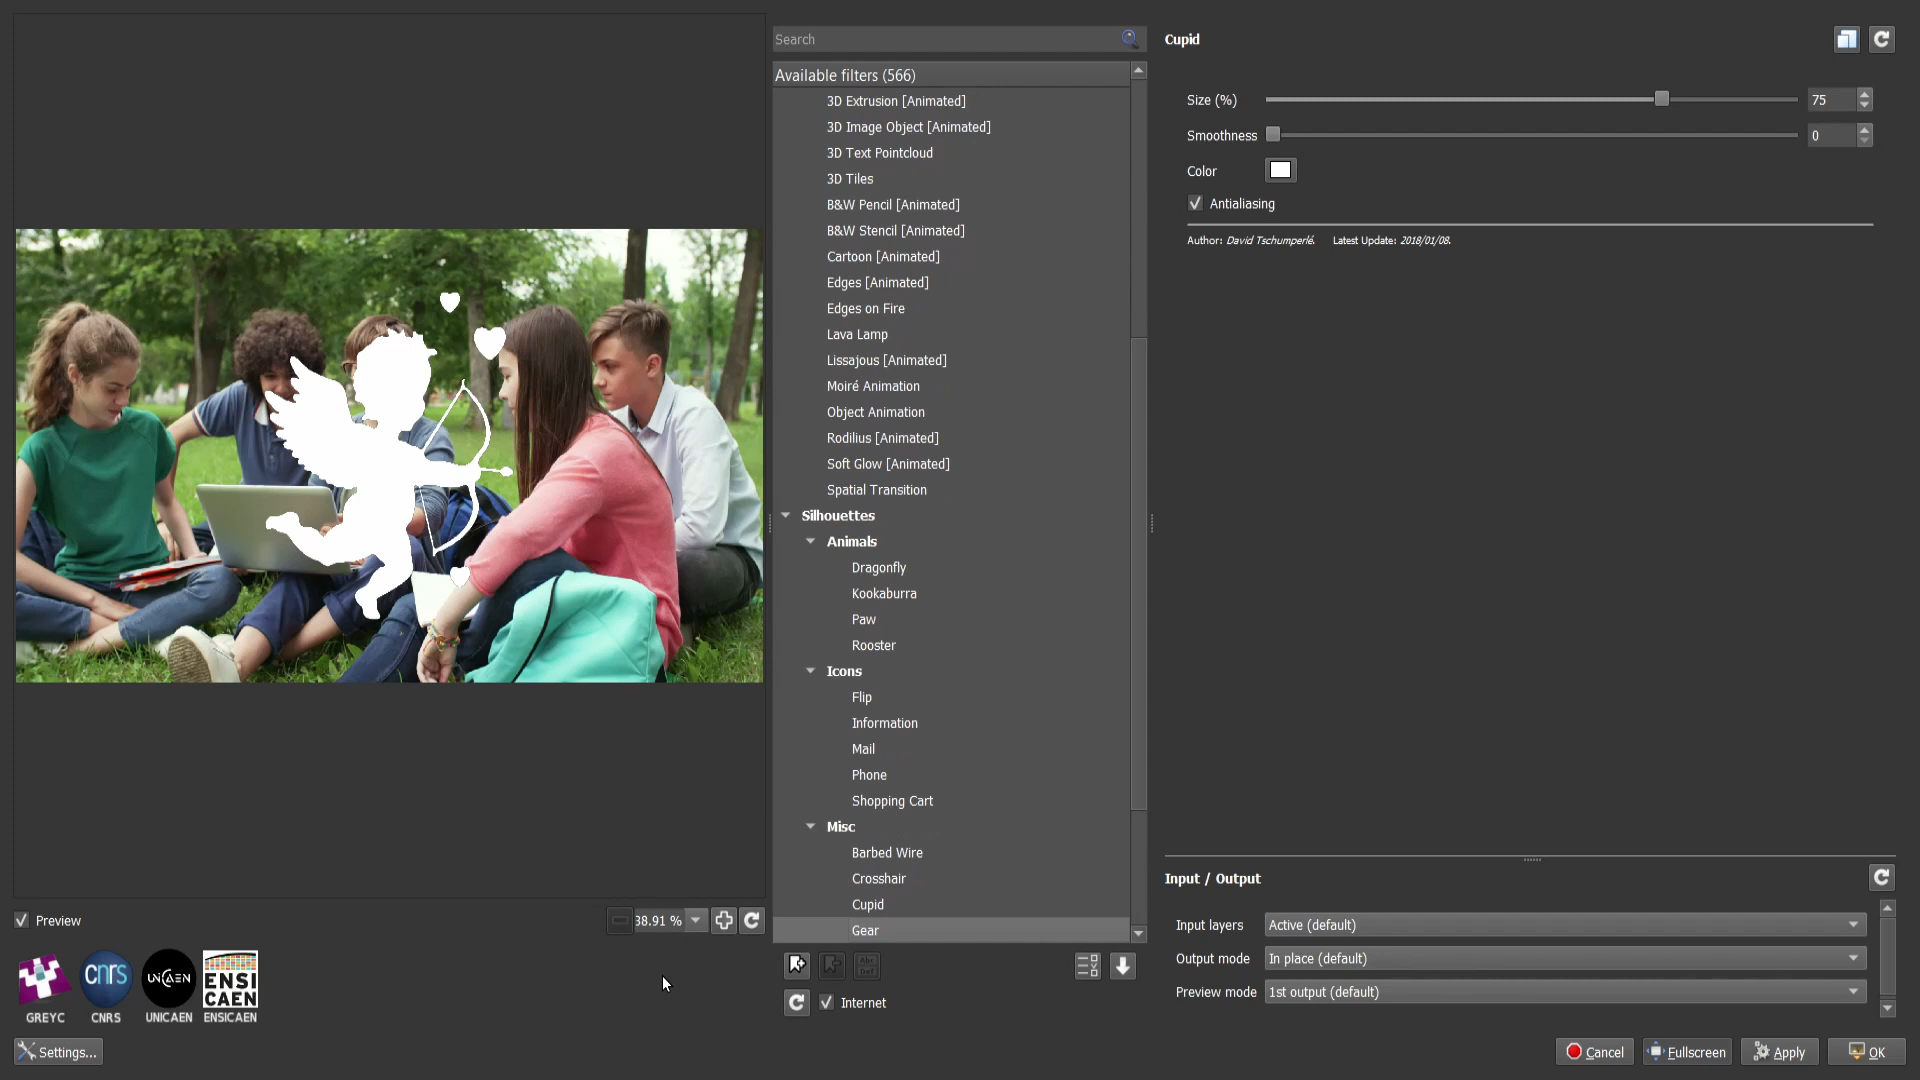 Search
Available filters (566)
3D Extrusion [Animated]
3D Image Object [Animated]
3D Text Pointcloud
3D Tiles
B&W Pencil [Animated]
B&W Stencil [Animated]
Cartoon [Animated]
Edges [Animated]
Edges on Fire
Lava Lamp
Lissajous [Animated]
Moiré Animation
Object Animation
Rodilius [Animated]
Soft Glow [Animated]
Spatial Transition
Silhouettes
Animals
Dragonfly
Kookaburra
Paw
Rooster
Icons
Flip
Information
Mail
Phone
Shopping Cart
Misc
Barbed Wire
Crosshair
Cupid
Gear
Internet
Cupid
Size (%) 75
Smoothness 0
Color
Antialiasing
Author: David Tschumperlé. Latest Update: 2018/01/08.
Input / Output
Input layers Active (default)
Output mode In place (default)
Preview mode 1st output (default)
Preview
38.91 %
cnrs
UNICAEN
ENSI
CAEN
GREYC CNRS UNICAEN ENSICAEN
Settings...
Cancel Fullscreen Apply OK